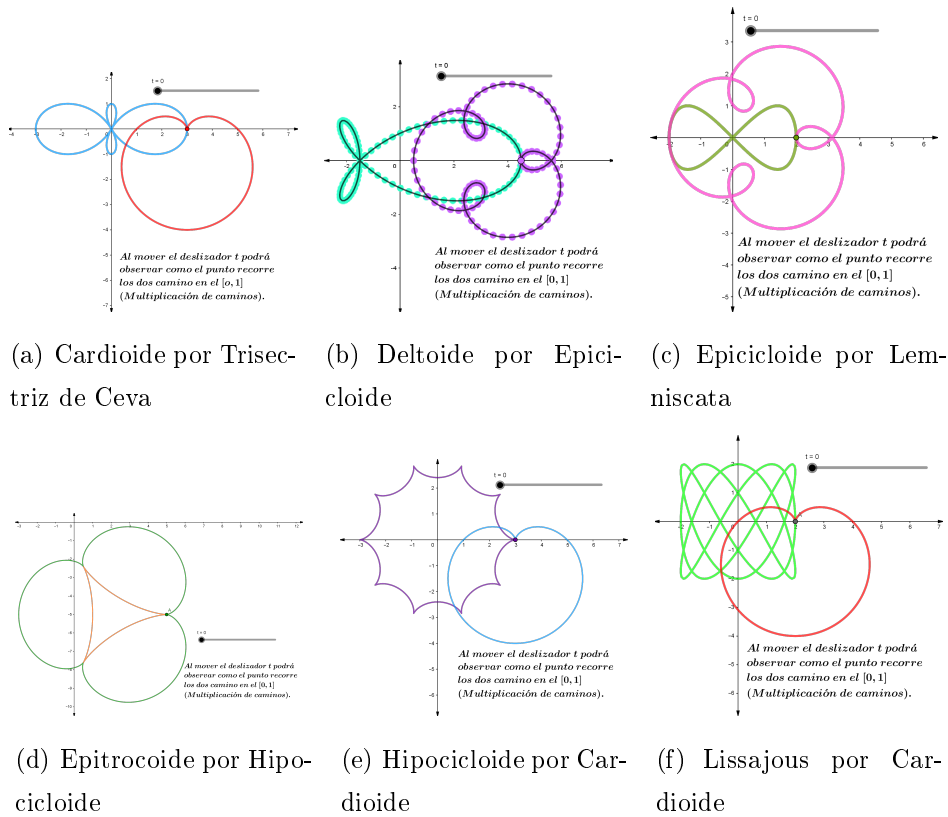 t = 0
Al mover el deslizador t podrá
observar como el punto recorre
los dos camino en el [o, 1]
(Multiplicación de caminos).
(a) Cardioide por Trisec-
triz de Ceva
t = 0
Al mover el deslizador t podrá
observar como el punto recorre
los dos camino en el [0, 1]
(Multiplicación de caminos).
(b) Deltoide por Epici-
cloide
t = 0
Al mover el deslizador t podrá
observar como el punto recorre
los dos camino en el [0, 1]
(Multiplicación de caminos).
(c) Epicicloide por Lem-
niscata
A
t = 0
Al mover el deslizador t podrá
observar como el punto recorre
los dos camino en el [0, 1]
(Multiplicación de caminos).
(d) Epitrocoide por Hipo-
cicloide
t = 0
Al mover el deslizador t podrá
observar como el punto recorre
los dos camino en el [0, 1]
(Multiplicación de caminos).
(e) Hipocicloide por Car-
dioide
t = 0
Al mover el deslizador t podrá
observar como el punto recorre
los dos camino en el [0, 1]
(Multiplicación de caminos).
(f) Lissajous por Car-
dioide